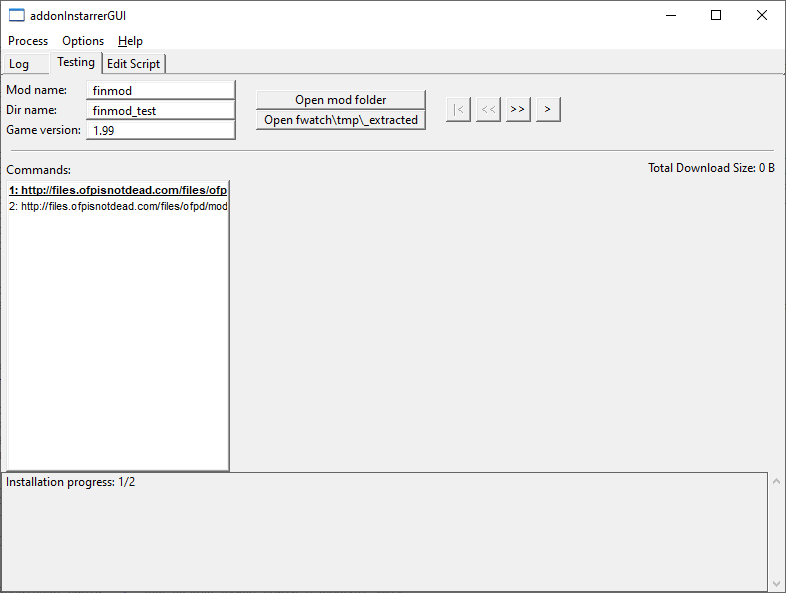 addonInstarrerGUI
Process Options Help
Log Testing Edit Script
Mod name: finmod
Dir name: finmod_test
Game version: 1.99
Open mod folder
Open fwatch\tmp\_extracted
|< << >> >
Commands:
Total Download Size: 0 B
1: http://files.ofpisnotdead.com/files/ofp
2: http://files.ofpisnotdead.com/files/ofpd/mod
Installation progress: 1/2